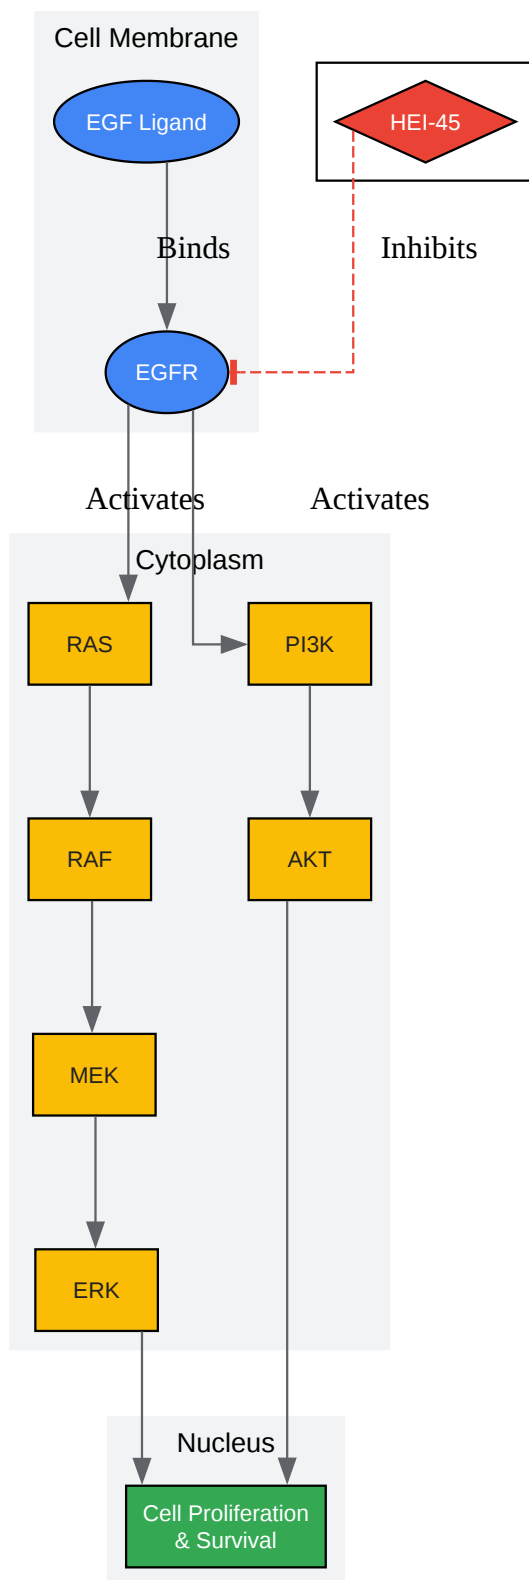 Cell Membrane
EGF Ligand
HEI-45
Binds
Inhibits
EGFR
Activates
Activates
Cytoplasm
RAS
PI3K
RAF
AKT
MEK
ERK
Nucleus
Cell Proliferation
& Survival